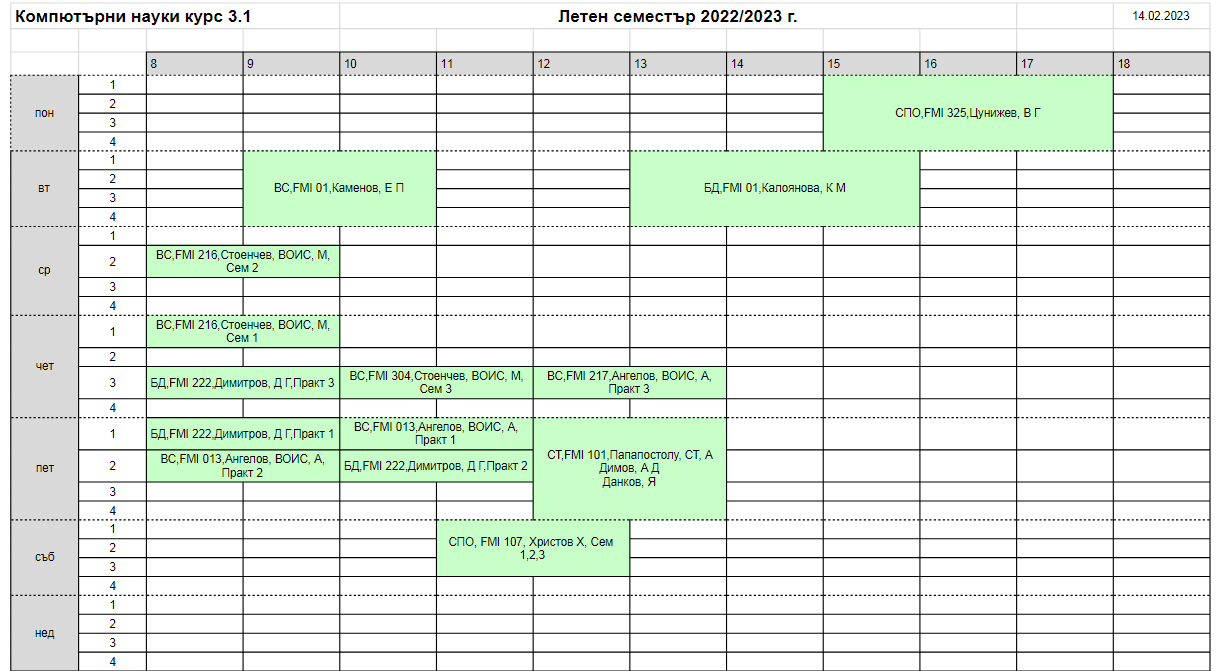 Компютърни науки курс 3.1
Летен семестър 2022/2023 г.
14.02.2023
8 9 10 11 12 13 14 15 16 17 18
пон
1
2
3
4
СПО,FMI 325,Цунижев, В Г
вт
1
2
3
4
ВС,FMI 01,Каменов, Е П
БД,FMI 01,Калоянова, К М
ср
1
2
3
4
ВС,FMI 216,Стоенчев, ВОИС, М,
Сем 2
чет
1
2
3
4
ВС,FMI 216,Стоенчев, ВОИС, М,
Сем 1
БД,FMI 222,Димитров, Д Г,Практ 3
ВС,FMI 304,Стоенчев, ВОИС, М,
Сем 3
ВС,FMI 217,Ангелов, ВОИС, А,
Практ 3
пет
1
2
3
4
БД,FMI 222,Димитров, Д Г,Практ 1
ВС,FMI 013,Ангелов, ВОИС, А,
Практ 1
ВС,FMI 013,Ангелов, ВОИС, А,
Практ 2
БД,FMI 222,Димитров, Д Г,Практ 2
СТ,FMI 101,Папапостолу, СТ, А
Димов, А Д
Данков, Я
съб
1
2
3
4
СПО, FMI 107, Христов Х, Сем
1,2,3
нед
1
2
3
4